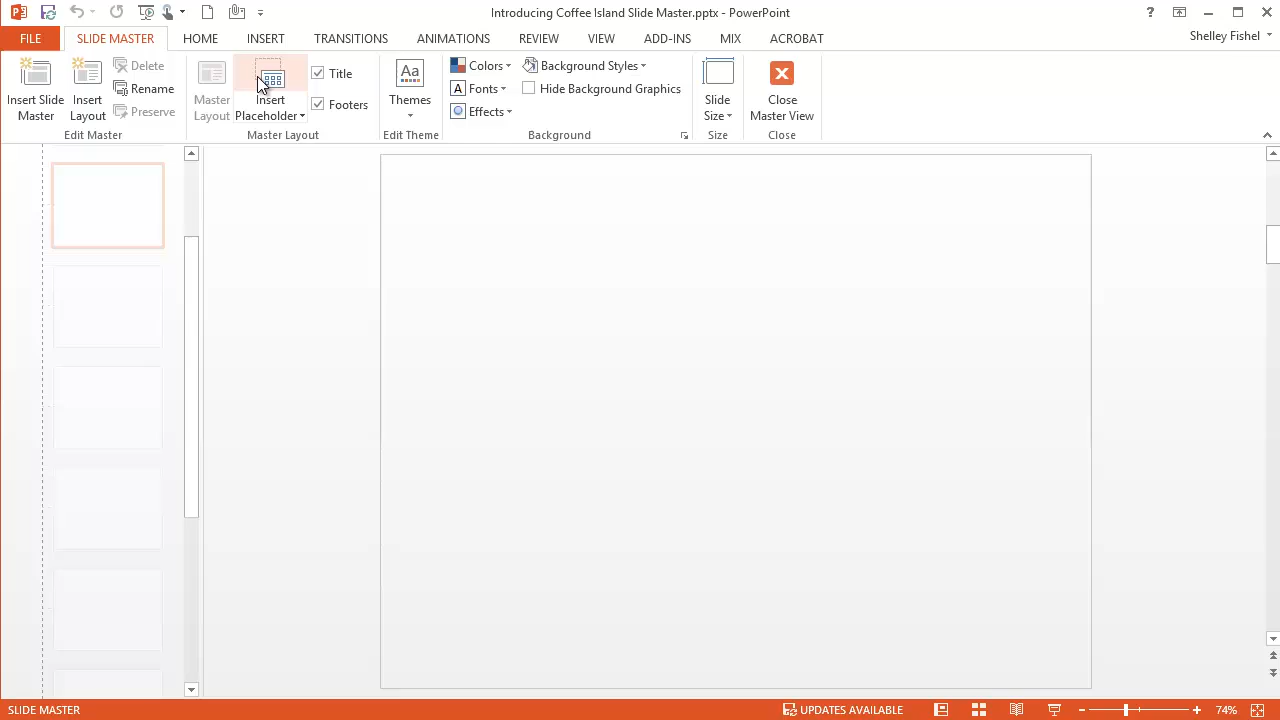 Introducing Coffee Island Slide Master.pptx - PowerPoint
?
FILE SLIDE MASTER HOME INSERT TRANSITIONS ANIMATIONS REVIEW VIEW ADD-INS MIX ACROBAT Shelley Fishel
Insert Slide Master
Insert Layout
Delete
Rename
Preserve
Edit Master
Master Layout
Insert Placeholder
Title
Footers
Master Layout
Aa
Themes
Edit Theme
Colors
A Fonts
Effects
Background Styles
Hide Background Graphics
Background
Slide Size
Size
Close Master View
Close
SLIDE MASTER UPDATES AVAILABLE 74%